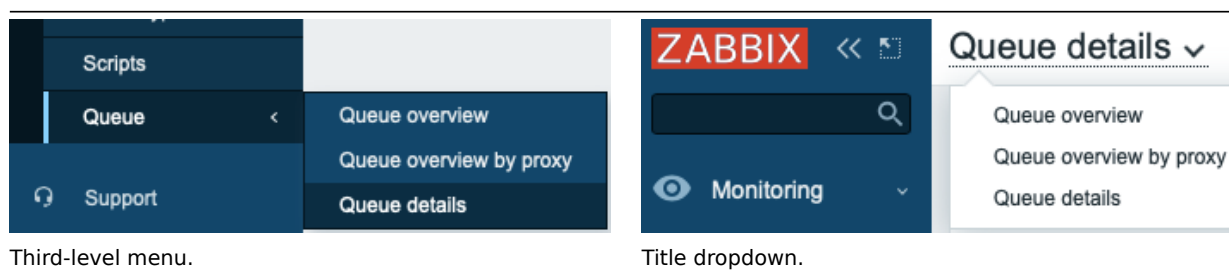 Scripts
Queue
Queue overview
Queue overview by proxy
Support
Queue details
Third-level menu.
ZABBIX
Queue details
Queue overview
Queue overview by proxy
Monitoring
Queue details
Title dropdown.